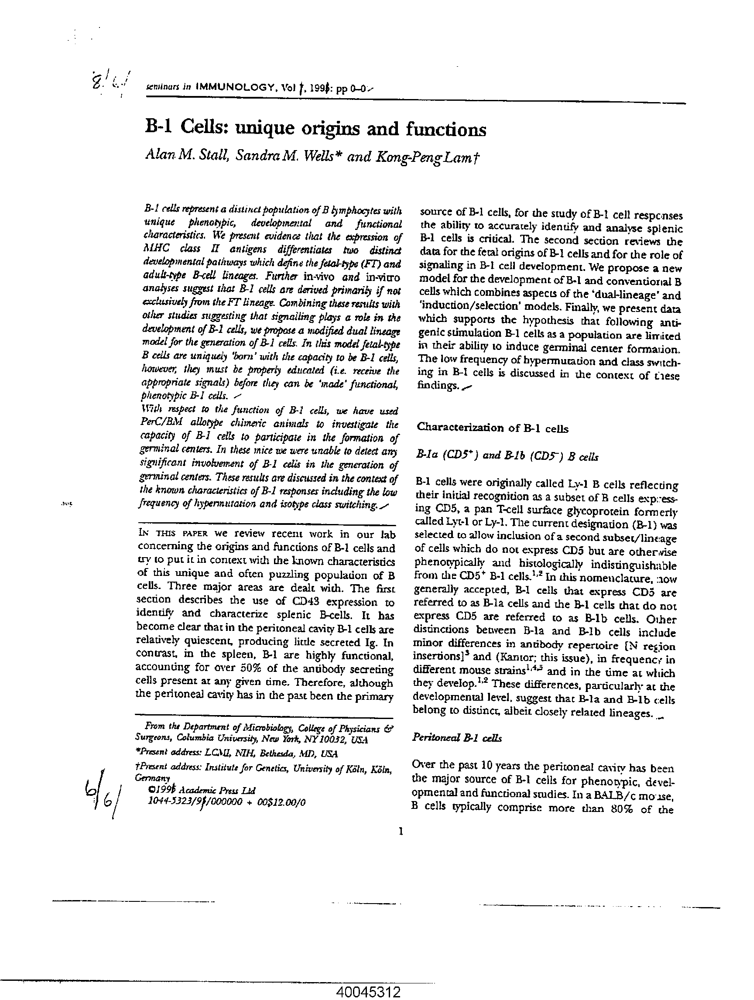 8/6/
seminars in IMMUNOLOGY, Vol 7, 1995: pp 0–0
B-1 Cells: unique origins and functions
Alan M. Stall, Sandra M. Wells* and Kong-Peng Lam†
B-1 cells represent a distinct population of B lymphocytes with
unique phenotypic, developmental and functional
characteristics. We present evidence that the expression of
MHC class II antigens differentiates two distinct
developmental pathways which define the fetal-type (FT) and
adult-type B-cell lineages. Further in-vivo and in-vitro
analyses suggest that B-1 cells are derived primarily if not
exclusively from the FT lineage. Combining these results with
other studies suggesting that signalling plays a role in the
development of B-1 cells, we propose a modified dual lineage
model for the generation of B-1 cells. In this model fetal-type
B cells are uniquely 'born' with the capacity to be B-1 cells,
however, they must be properly educated (i.e. receive the
appropriate signals) before they can be 'made' functional,
phenotypic B-1 cells.
With respect to the function of B-1 cells, we have used
PerC/BM allotype chimeric animals to investigate the
capacity of B-1 cells to participate in the formation of
germinal centers. In these mice we were unable to detect any
significant involvement of B-1 cells in the generation of
germinal centers. These results are discussed in the context of
the known characteristics of B-1 responses including the low
frequency of hypermutation and isotype class switching.
IN THIS PAPER we review recent work in our lab
concerning the origins and functions of B-1 cells and
try to put it in context with the known characteristics
of this unique and often puzzling population of B
cells. Three major areas are dealt with. The first
section describes the use of CD43 expression to
identify and characterize splenic B-cells. It has
become clear that in the peritoneal cavity B-1 cells are
relatively quiescent, producing little secreted Ig. In
contrast, in the spleen, B-1 are highly functional,
accounting for over 50% of the antibody secreting
cells present at any given time. Therefore, although
the peritoneal cavity has in the past been the primary
From the Department of Microbiology, College of Physicians &
Surgeons, Columbia University, New York, NY 10032, USA
*Present address: LCMI, NIH, Bethesda, MD, USA
†Present address: Institute for Genetics, University of Köln, Köln,
Germany
©1996 Academic Press Ltd
1044-5323/96/000000 + 00$12.00/0
6/6/
source of B-1 cells, for the study of B-1 cell responses
the ability to accurately identify and analyse splenic
B-1 cells is critical. The second section reviews the
data for the fetal origins of B-1 cells and for the role of
signaling in B-1 cell development. We propose a new
model for the development of B-1 and conventional B
cells which combines aspects of the 'dual-lineage' and
'induction/selection' models. Finally, we present data
which supports the hypothesis that following anti-
genic stimulation B-1 cells as a population are limited
in their ability to induce germinal center formation.
The low frequency of hypermutation and class switch-
ing in B-1 cells is discussed in the context of these
findings.
Characterization of B-1 cells
B-1a (CD5⁺) and B-1b (CD5⁻) B cells
B-1 cells were originally called Ly-1 B cells reflecting
their initial recognition as a subset of B cells express-
ing CD5, a pan T-cell surface glycoprotein formerly
called Lyt-1 or Ly-1. The current designation (B-1) was
selected to allow inclusion of a second subset/lineage
of cells which do not express CD5 but are otherwise
phenotypically and histologically indistinguishable
from the CD5⁺ B-1 cells.¹,² In this nomenclature, now
generally accepted, B-1 cells that express CD5 are
referred to as B-1a cells and the B-1 cells that do not
express CD5 are referred to as B-1b cells. Other
distinctions between B-1a and B-1b cells include
minor differences in antibody repertoire [N region
insertions]³ and (Kantor; this issue), in frequency in
different mouse strains¹,⁴,⁵ and in the time at which
they develop.¹,² These differences, particularly at the
developmental level, suggest that B-1a and B-1b cells
belong to distinct, albeit closely related lineages.
Peritoneal B-1 cells
Over the past 10 years the peritoneal cavity has been
the major source of B-1 cells for phenotypic, devel-
opmental and functional studies. In a BALB/c mouse,
B cells typically comprise more than 80% of the
1
40045312